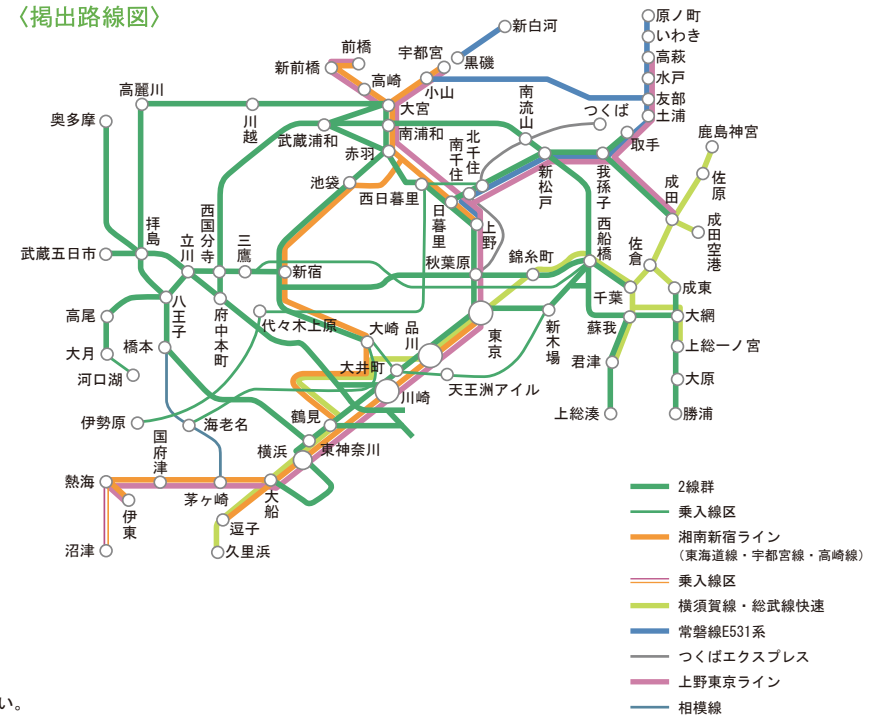 〈掲出路線図〉
原ノ町
新白河
いわき
前橋
宇都宮
高萩
新前橋
黒磯
水戸
高崎
小山
高麗川
南流山
友部
大宮
つくば
土浦
奥多摩
川越
武蔵浦和
南浦和
北千住
鹿島神宮
南千住
取手
赤羽
新松戸
我孫子
池袋
西日暮里
成田
佐原
日暮里
拝島
立川
西国分寺
三鷹
上野
西船橋
佐倉
成田空港
武蔵五日市
秋葉原
錦糸町
新宿
千葉
成東
八王子
府中本町
高尾
代々木上原
大崎
品川
東京
新木場
蘇我
大網
橋本
大月
大井町
君津
上総一ノ宮
河口湖
天王洲アイル
大原
川崎
伊勢原
海老名
鶴見
上総湊
勝浦
国府津
横浜
東神奈川
熱海
茅ヶ崎
大船
伊東
逗子
沼津
久里浜
2線群
乗入線区
湘南新宿ライン
（東海道線・宇都宮線・高崎線）
乗入線区
横須賀線・総武線快速
常磐線E531系
つくばエクスプレス
上野東京ライン
相模線
い。